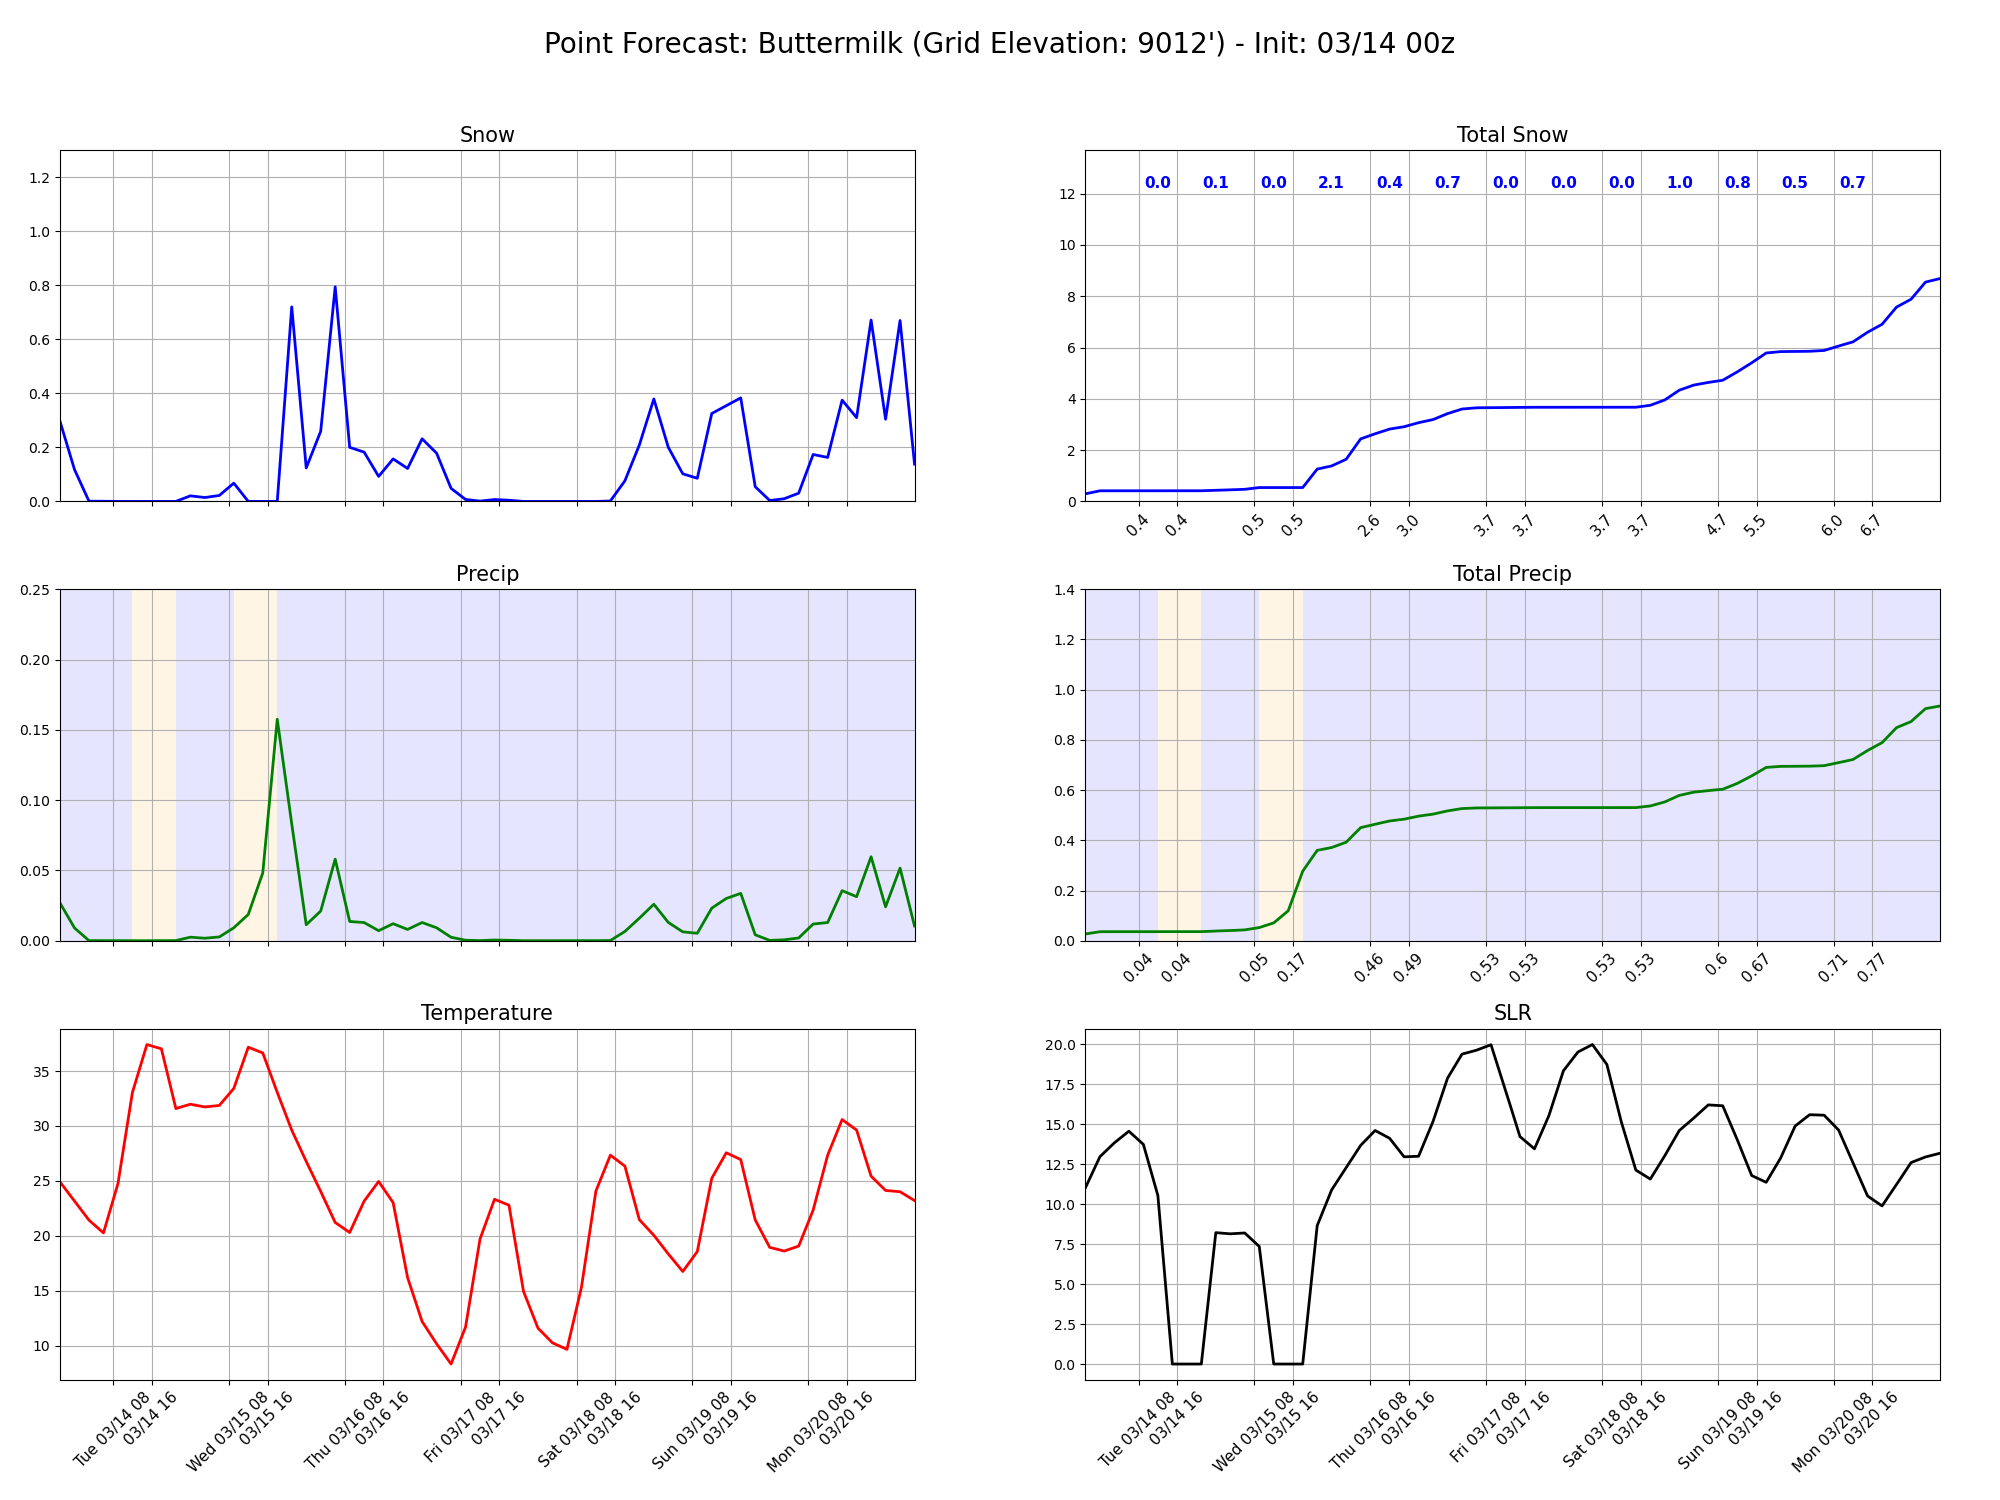 Point Forecast: Buttermilk (Grid Elevation: 9012') - Init: 03/14 00z
Snow
1.2
1.0
0.8
0.6
0.4
0.2
0.0
Total Snow
0.0 0.1 0.0 2.1 0.4 0.7 0.0 0.0 0.0 1.0 0.8 0.5 0.7
12
10
8
6
4
2
0
0.4 0.4 0.5 0.5 2.6 3.0 3.7 3.7 3.7 3.7 4.7 5.5 6.0 6.7
Precip
0.25
0.20
0.15
0.10
0.05
0.00
Total Precip
1.4
1.2
1.0
0.8
0.6
0.4
0.2
0.0
0.04 0.04 0.05 0.17 0.46 0.49 0.53 0.53 0.53 0.53 0.6 0.67 0.71 0.77
Temperature
35
30
25
20
15
10
Tue 03/14 08
03/14 16
Wed 03/15 08
03/15 16
Thu 03/16 08
03/16 16
Fri 03/17 08
03/17 16
Sat 03/18 08
03/18 16
Sun 03/19 08
03/19 16
Mon 03/20 08
03/20 16
SLR
20.0
17.5
15.0
12.5
10.0
7.5
5.0
2.5
0.0
Tue 03/14 08
03/14 16
Wed 03/15 08
03/15 16
Thu 03/16 08
03/16 16
Fri 03/17 08
03/17 16
Sat 03/18 08
03/18 16
Sun 03/19 08
03/19 16
Mon 03/20 08
03/20 16